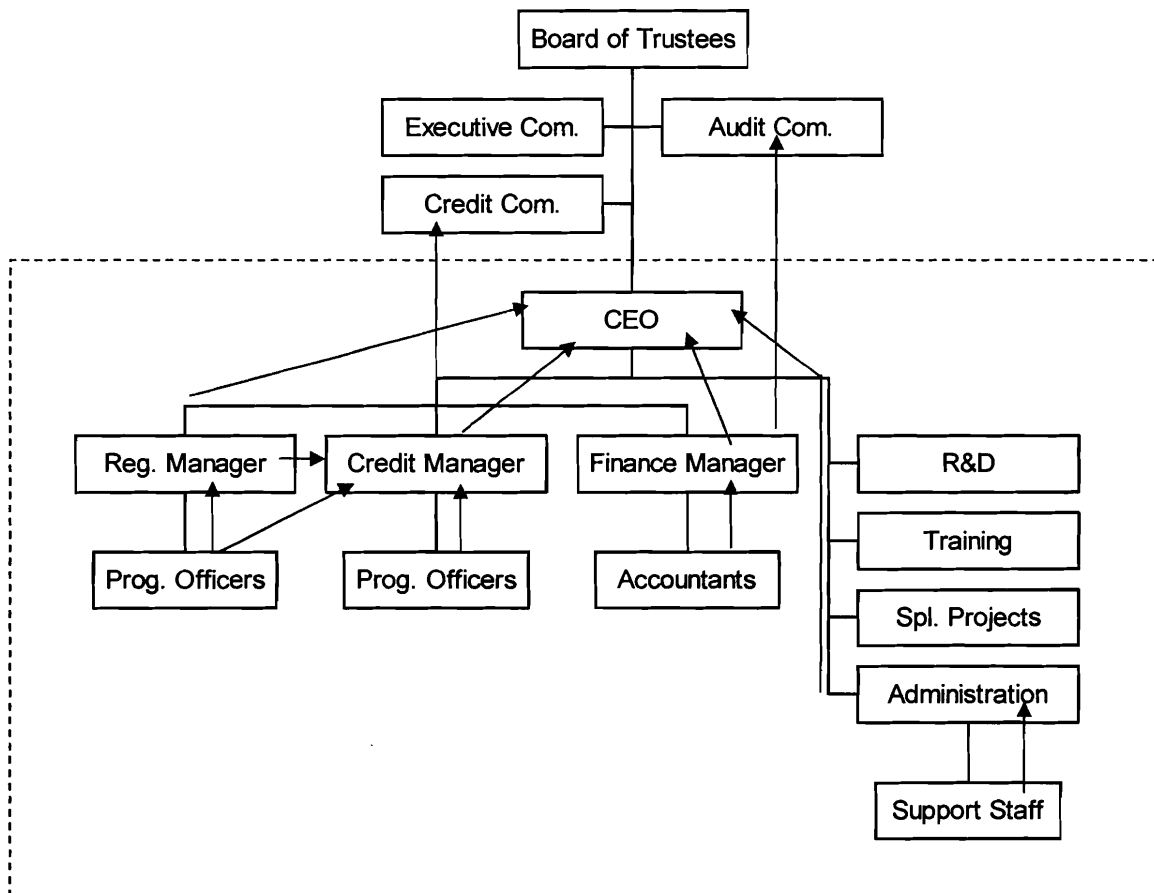 Board of Trustees
Executive Com.
Audit Com.
Credit Com.
CEO
Reg. Manager
Credit Manager
Finance Manager
R&D
Prog. Officers
Prog. Officers
Accountants
Training
Spl. Projects
Administration
Support Staff